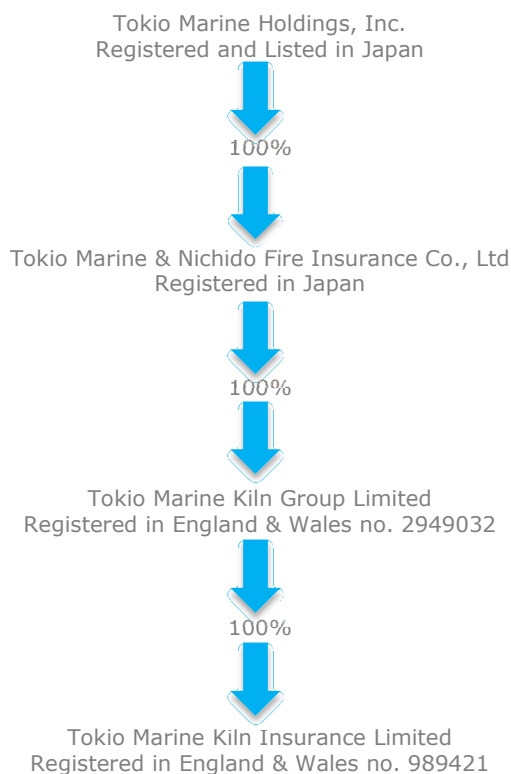 Tokio Marine Holdings, Inc.
Registered and Listed in Japan
100%
Tokio Marine & Nichido Fire Insurance Co., Ltd
Registered in Japan
100%
Tokio Marine Kiln Group Limited
Registered in England & Wales no. 2949032
100%
Tokio Marine Kiln Insurance Limited
Registered in England & Wales no. 989421